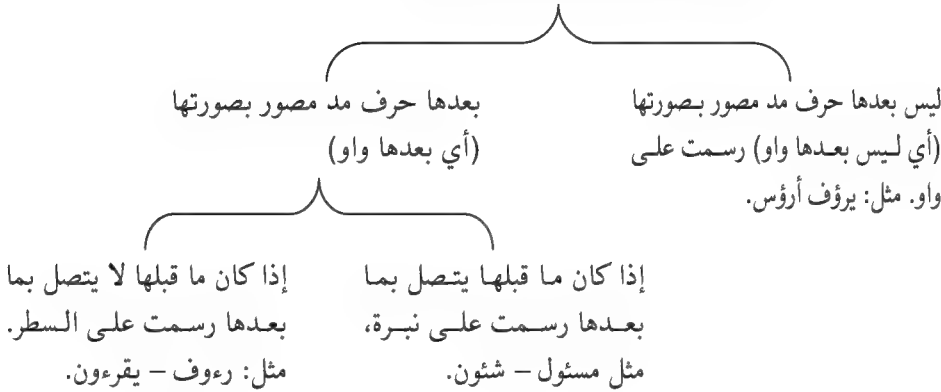 ليس بعدها حرف مد مصور بصورتها
(أي ليس بعدها واو) رسمت على
واو. مثل: يرؤف أرؤس.
بعدها حرف مد مصور بصورتها
(أي بعدها واو)
إذا كان ما قبلها يتصل بما
بعدها رسمت على نبرة،
مثل مسئول – شئون.
إذا كان ما قبلها لا يتصل بما
بعدها رسمت على السطر.
مثل: رءوف – يقرءون.